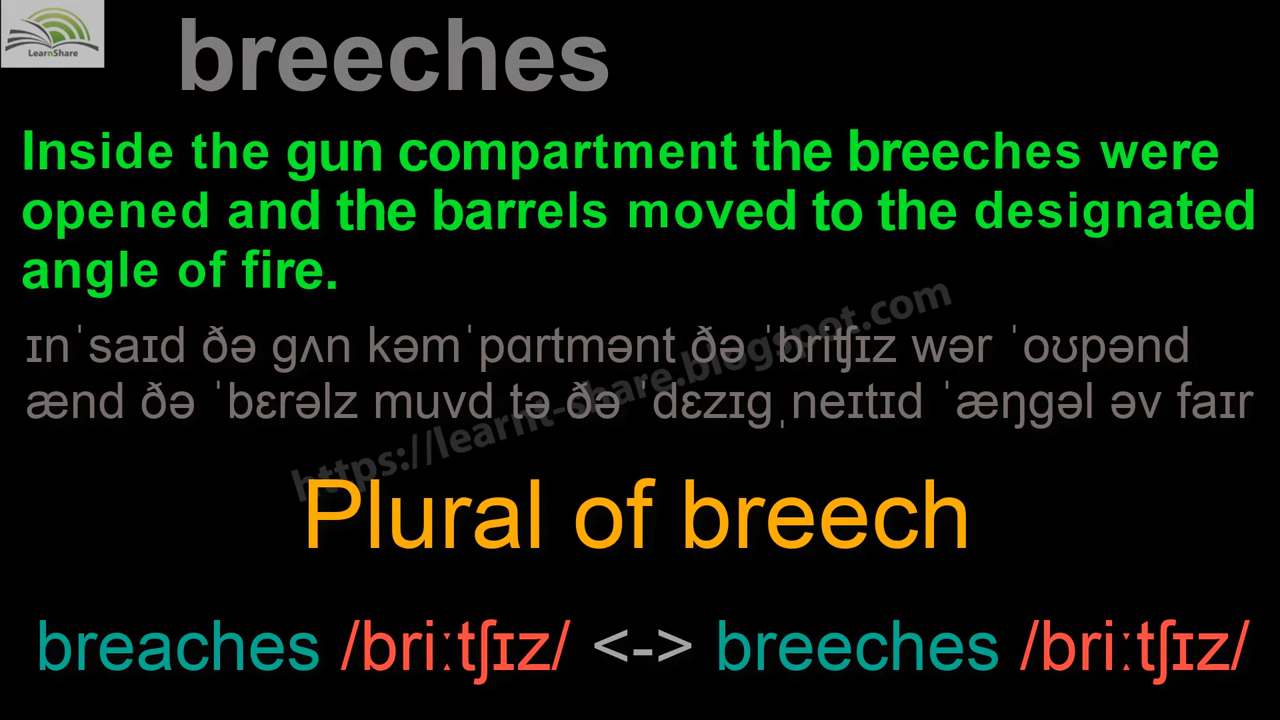 LearnShare
breeches
Inside the gun compartment the breeches were
opened and the barrels moved to the designated
angle of fire.
ɪnˈsaɪd ðə gʌn kəmˈpɑrtmənt ðə ˈbriʧɪz wər ˈoʊpənd
ænd ðə ˈbɛrəlz muvd tə ðə ˈdɛzɪgˌneɪtɪd ˈæŋgəl əv faɪr
https://learnt-share.blogspot.com
Plural of breech
breaches /briːtʃɪz/ <-> breeches /briːtʃɪz/